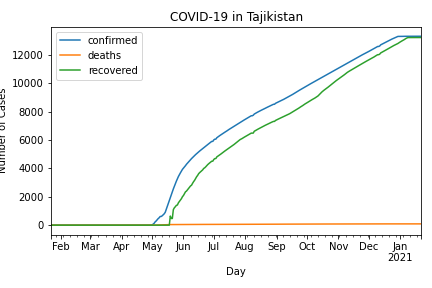 COVID-19 in Tajikistan
confirmed
deaths
recovered
12000
10000
8000
6000
4000
2000
0
Number of Cases
Feb Mar Apr May Jun Jul Aug Sep Oct Nov Dec Jan
2021
Day